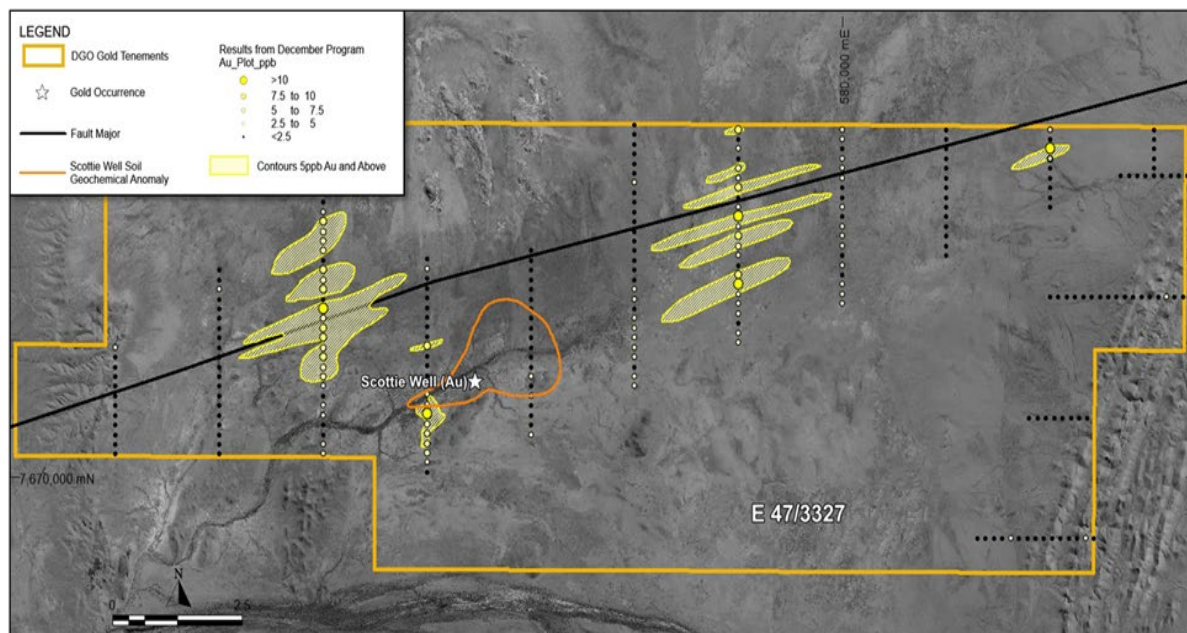 LEGEND
DGO Gold Tenements
Gold Occurrence
Fault Major
Scottie Well Soil
Geochemical Anomaly
Results from December Program
Au_Plot_ppb
>10
7.5 to 10
5 to 7.5
2.5 to 5
<2.5
Contours 5ppb Au and Above
580,000 mE
Scottie Well (Au)
7,670,000 mN
E 47/3327
N
0 2.5